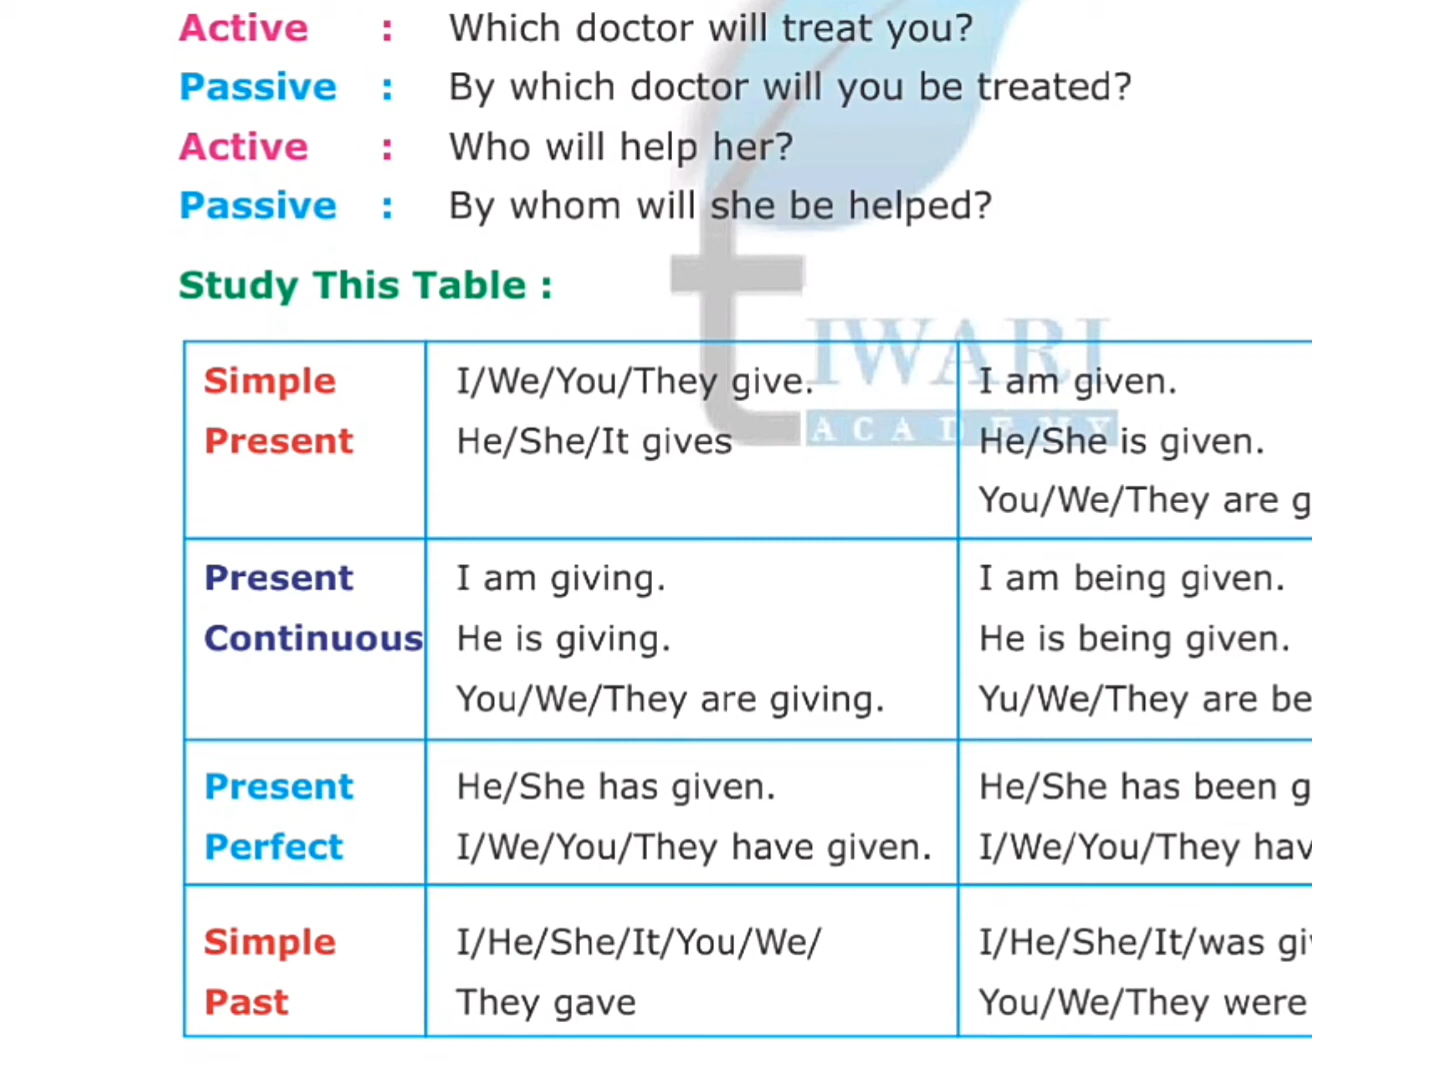 Active : Which doctor will treat you?
Passive : By which doctor will you be treated?
Active : Who will help her?
Passive : By whom will she be helped?
Study This Table :
TIWARI
ACADEMY
Simple I/We/You/They give. I am given.
Present He/She/It gives He/She is given.
You/We/They are g
Present I am giving. I am being given.
Continuous He is giving. He is being given.
You/We/They are giving. Yu/We/They are be
Present He/She has given. He/She has been g
Perfect I/We/You/They have given. I/We/You/They hav
Simple I/He/She/It/You/We/ I/He/She/It/was gi
Past They gave You/We/They were